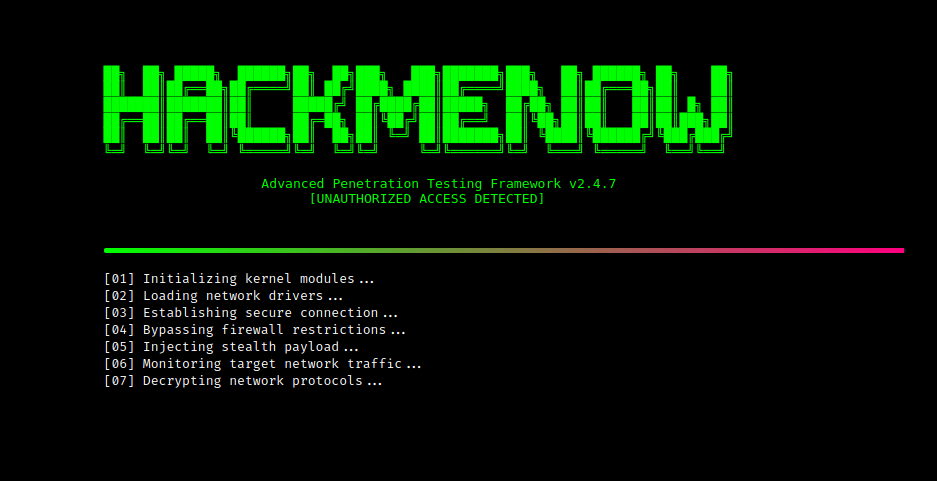 HACKMENOW
Advanced Penetration Testing Framework v2.4.7
[UNAUTHORIZED ACCESS DETECTED]
[01] Initializing kernel modules...
[02] Loading network drivers...
[03] Establishing secure connection...
[04] Bypassing firewall restrictions...
[05] Injecting stealth payload...
[06] Monitoring target network traffic...
[07] Decrypting network protocols...